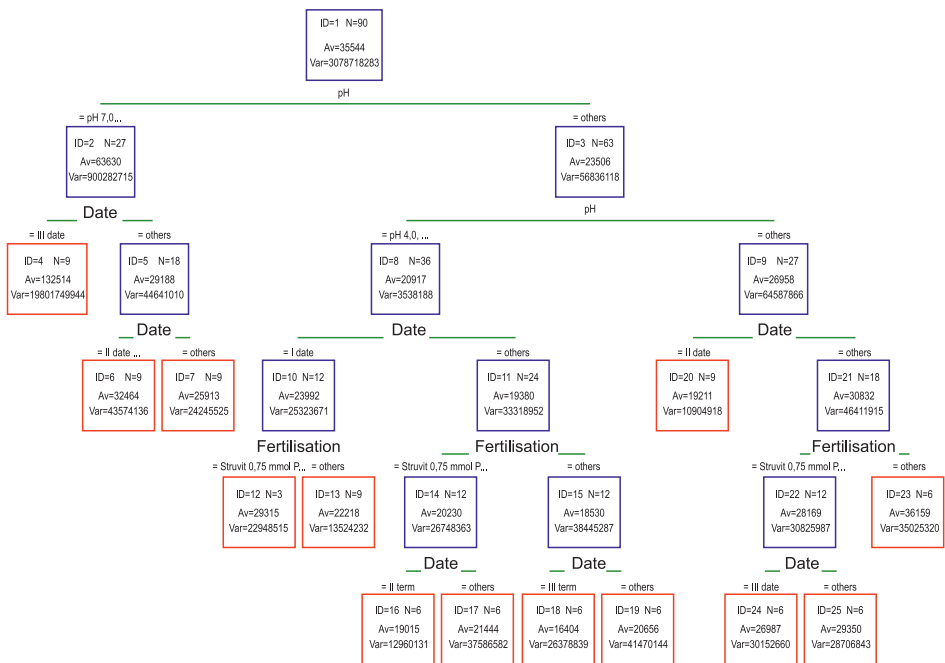 ID=1 N=90
Av=35544
Var=3078718283
pH
= pH 7,0...
= others
ID=2 N=27
Av=63630
Var=900282715
ID=3 N=63
Av=23506
Var=56836118
Date
pH
= III date
= others
= pH 4,0, ...
= others
ID=4 N=9
Av=132514
Var=19801749944
ID=5 N=18
Av=29188
Var=44641010
ID=8 N=36
Av=20917
Var=3538188
ID=9 N=27
Av=26958
Var=64587866
Date
Date
Date
= II date ...
= others
= I date
= others
= II date
= others
ID=6 N=9
Av=32464
Var=43574136
ID=7 N=9
Av=25913
Var=24245525
ID=10 N=12
Av=23992
Var=25323671
ID=11 N=24
Av=19380
Var=33318952
ID=20 N=9
Av=19211
Var=10904918
ID=21 N=18
Av=30832
Var=46411915
Fertilisation
Fertilisation
Fertilisation
= Struvit 0,75 mmol P...
= others
= Struvit 0,75 mmol P...
= others
= Struvit 0,75 mmol P...
= others
ID=12 N=3
Av=29315
Var=22948515
ID=13 N=9
Av=22218
Var=13524232
ID=14 N=12
Av=20230
Var=26748363
ID=15 N=12
Av=18530
Var=38445287
ID=22 N=12
Av=28169
Var=30825987
ID=23 N=6
Av=36159
Var=35025320
Date
Date
Date
= II term
= others
= III term
= others
= III date
= others
ID=16 N=6
Av=19015
Var=12960131
ID=17 N=6
Av=21444
Var=37586582
ID=18 N=6
Av=16404
Var=26378839
ID=19 N=6
Av=20656
Var=41470144
ID=24 N=6
Av=26987
Var=30152660
ID=25 N=6
Av=29350
Var=28706843